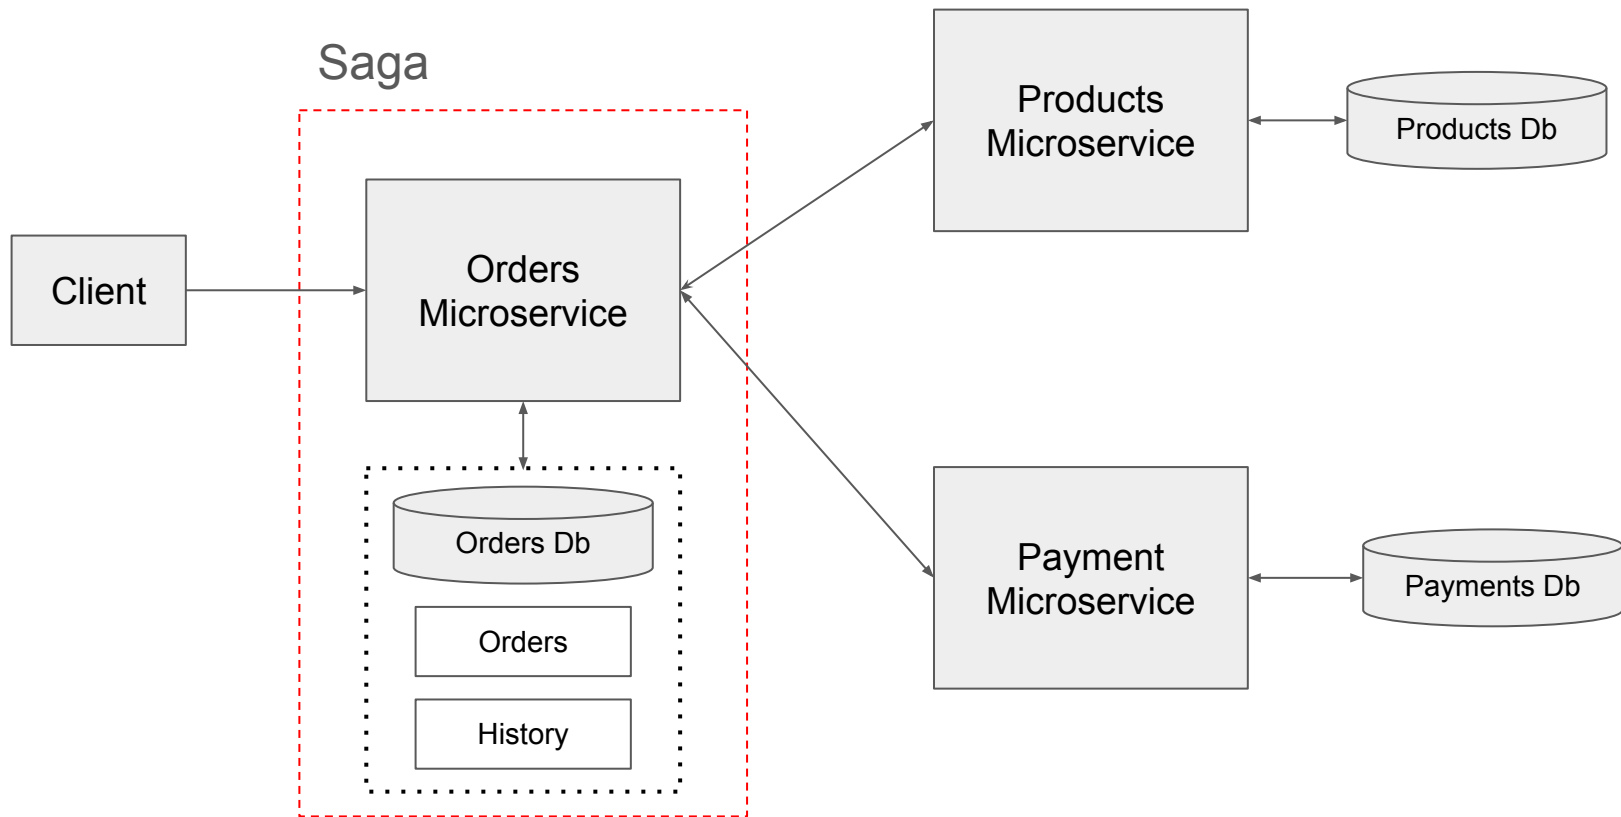 Saga
Client
Orders
Microservice
Orders Db
Orders
History
Products
Microservice
Products Db
Payment
Microservice
Payments Db